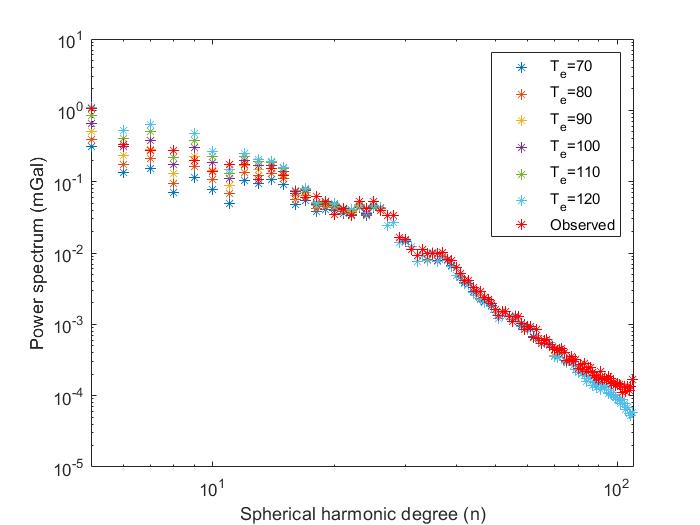 10^1
10^0
10^-1
10^-2
10^-3
10^-4
10^-5
Power spectrum (mGal)
T_e=70
T_e=80
T_e=90
T_e=100
T_e=110
T_e=120
Observed
10^1
10^2
Spherical harmonic degree (n)